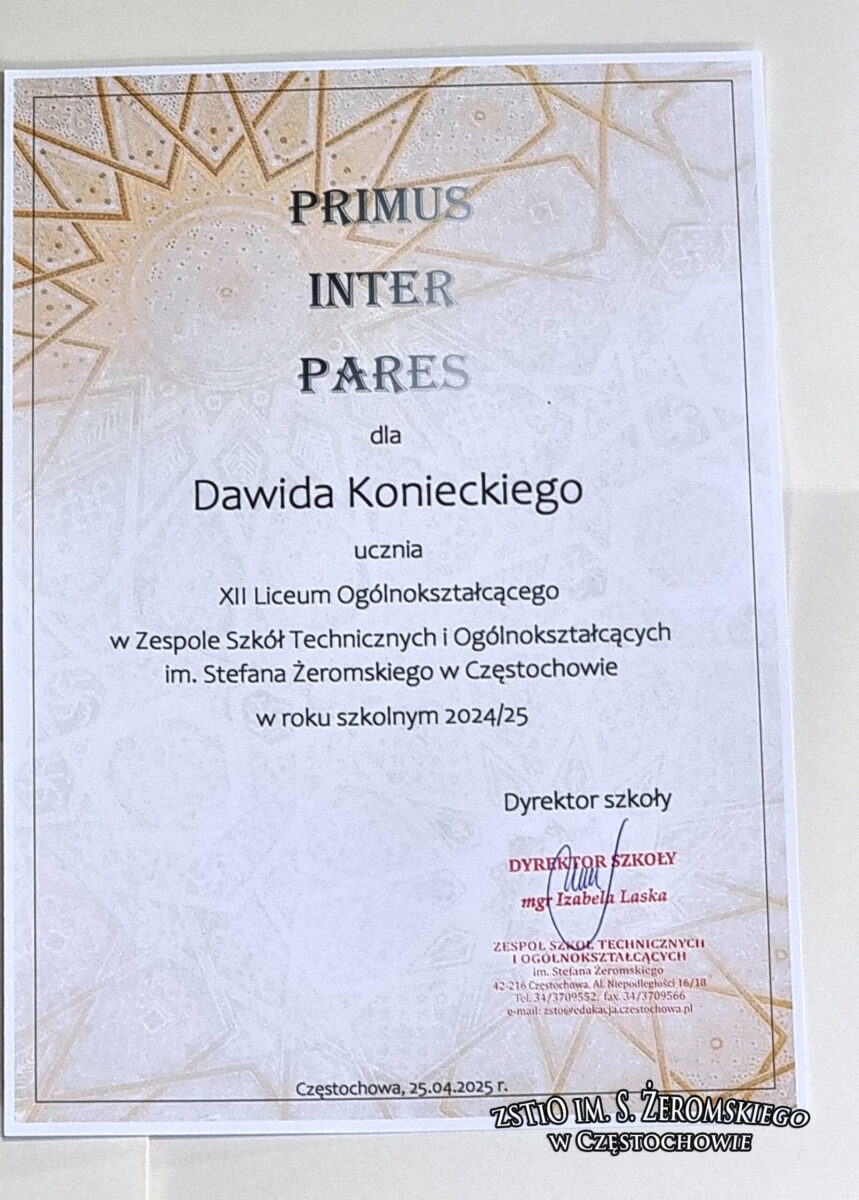 PRIMUS
INTER
PARES
dla
Dawida Konieckiego
ucznia
XII Liceum Ogólnokształcącego
w Zespole Szkół Technicznych i Ogólnokształcących
im. Stefana Żeromskiego w Częstochowie
w roku szkolnym 2024/25
Dyrektor szkoły
DYREKTOR SZKOŁY
mgr Izabela Laska
ZESPÓŁ SZKÓŁ TECHNICZNYCH
I OGÓLNOKSZTAŁCĄCYCH
im. Stefana Żeromskiego
42-216 Częstochowa, Al. Niepodległości 16/18
Tel. 34/3709552, fax. 34/3709566
e-mail: zsto@edukacja.czestochowa.pl
Częstochowa, 25.04.2025 r.
ZSTiO IM. S. ŻEROMSKIEGO
W CZĘSTOCHOWIE